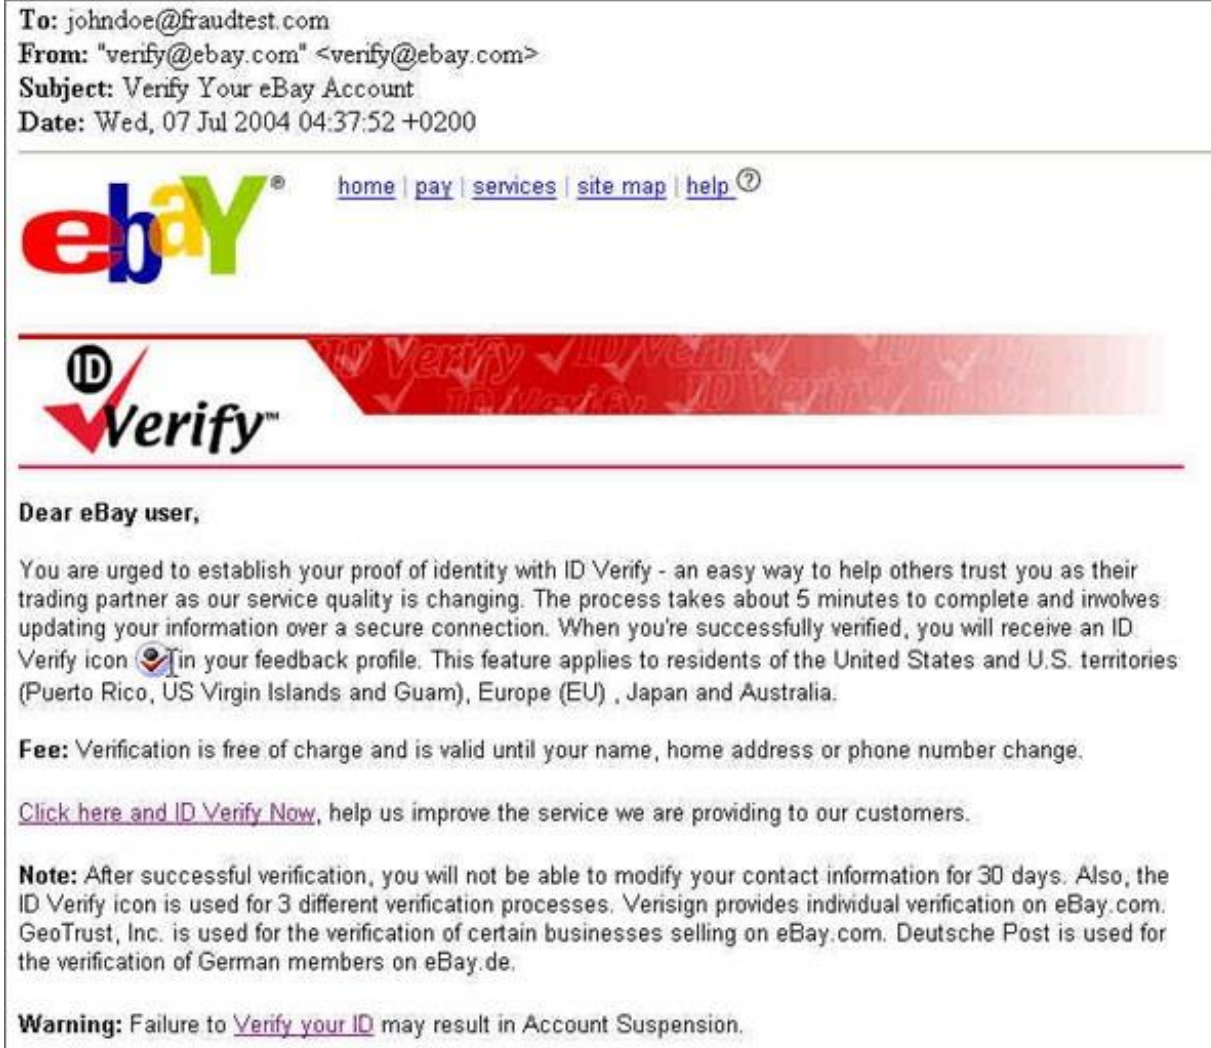 To: johndoe@fraudtest.com
From: "verify@ebay.com" <verify@ebay.com>
Subject: Verify Your eBay Account
Date: Wed, 07 Jul 2004 04:37:52 +0200
ebaY® home | pay | services | site map | help ?
ID Verify ID Verify ID
ID Verify ID Verify
ID
Verify™
Dear eBay user,
You are urged to establish your proof of identity with ID Verify - an easy way to help others trust you as their
trading partner as our service quality is changing. The process takes about 5 minutes to complete and involves
updating your information over a secure connection. When you're successfully verified, you will receive an ID
Verify icon in your feedback profile. This feature applies to residents of the United States and U.S. territories
(Puerto Rico, US Virgin Islands and Guam), Europe (EU) , Japan and Australia.
Fee: Verification is free of charge and is valid until your name, home address or phone number change.
Click here and ID Verify Now, help us improve the service we are providing to our customers.
Note: After successful verification, you will not be able to modify your contact information for 30 days. Also, the
ID Verify icon is used for 3 different verification processes. Verisign provides individual verification on eBay.com.
GeoTrust, Inc. is used for the verification of certain businesses selling on eBay.com. Deutsche Post is used for
the verification of German members on eBay.de.
Warning: Failure to Verify your ID may result in Account Suspension.